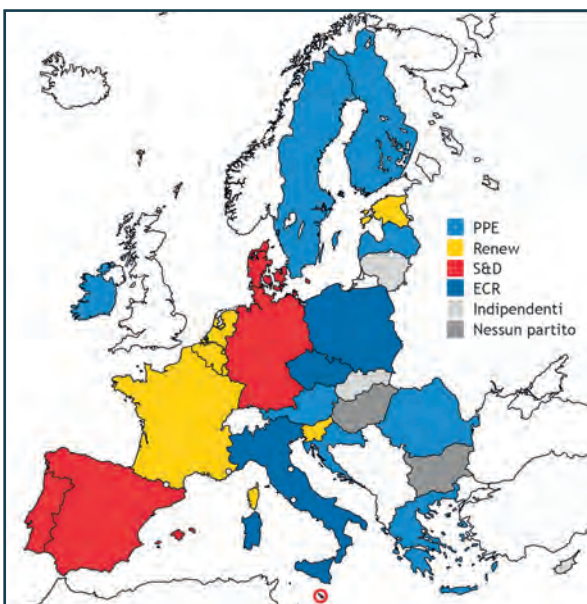 PPE
Renew
S&D
ECR
Indipendenti
Nessun partito